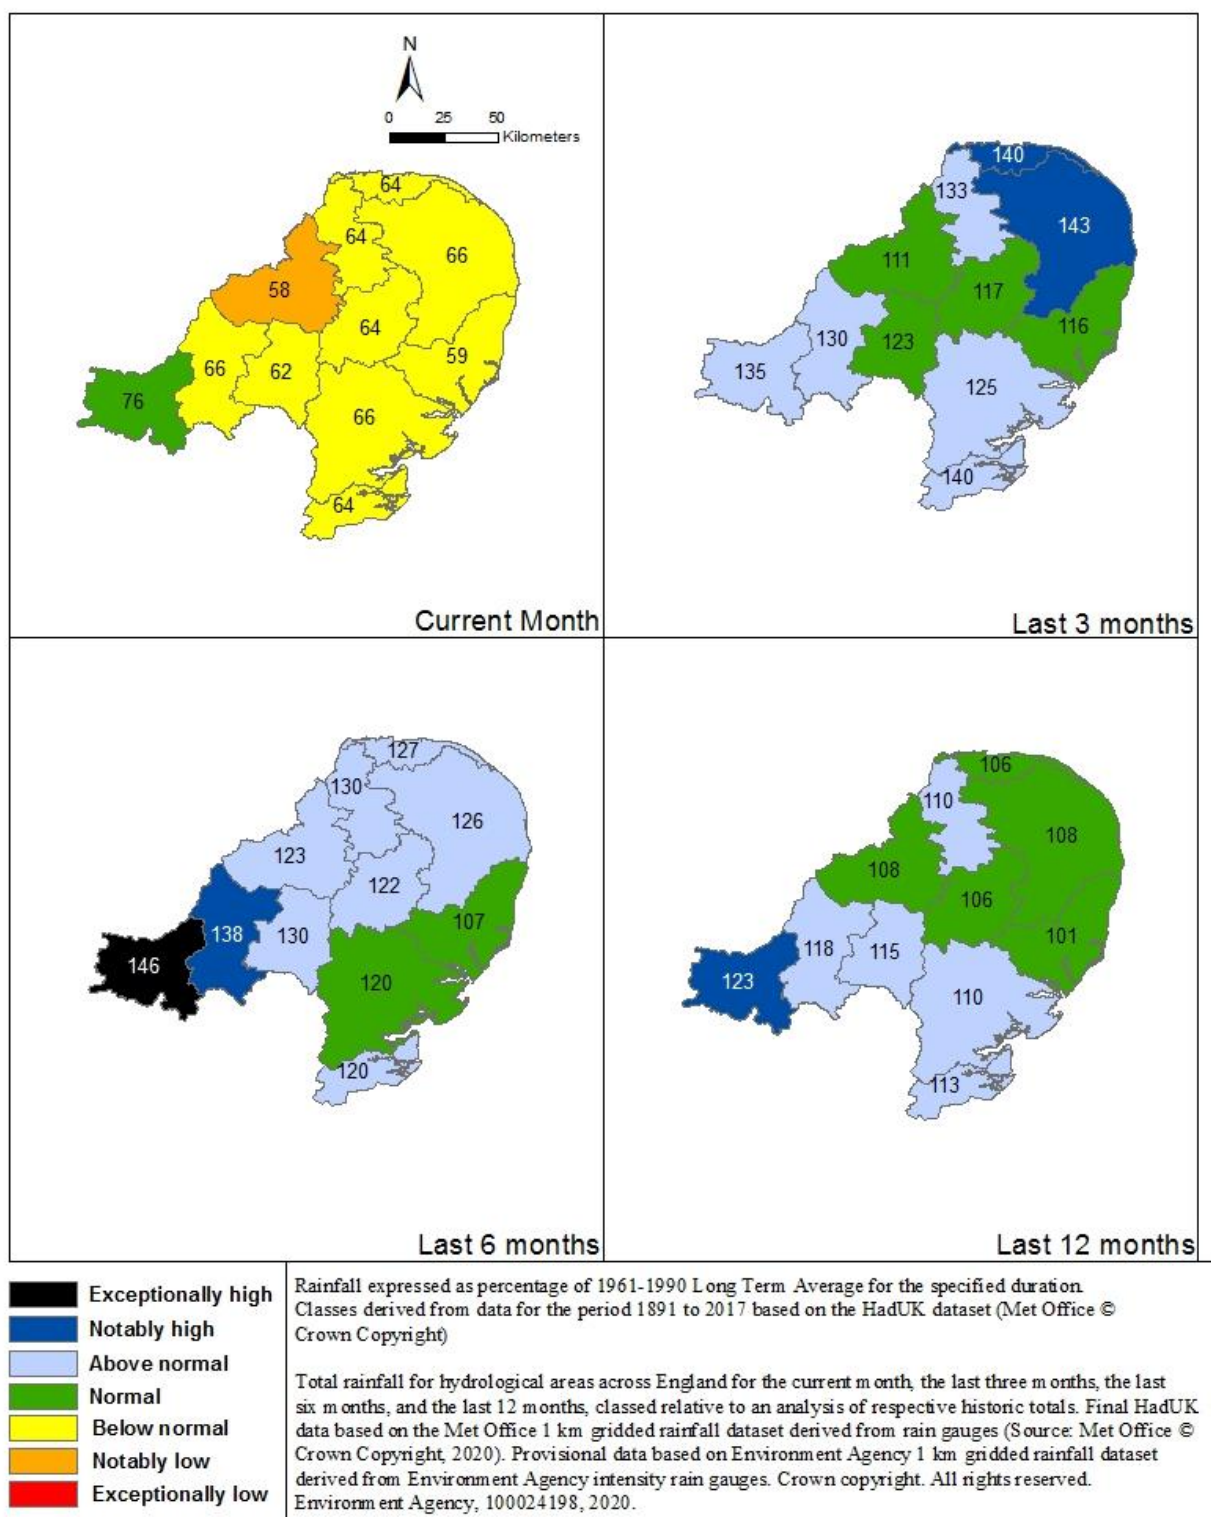 N
0 25 50
Kilometers
64
64
66
58
64
59
66
62
76
66
64
Current Month
140
133
143
111
117
116
130
123
135
125
140
Last 3 months
127
130
126
123
122
107
138
130
146
120
120
Last 6 months
106
110
108
108
106
101
118
115
123
110
113
Last 12 months
Exceptionally high
Notably high
Above normal
Normal
Below normal
Notably low
Exceptionally low
Rainfall expressed as percentage of 1961-1990 Long Term Average for the specified duration.
Classes derived from data for the period 1891 to 2017 based on the HadUK dataset (Met Office ©
Crown Copyright)
Total rainfall for hydrological areas across England for the current month, the last three months, the last
six months, and the last 12 months, classed relative to an analysis of respective historic totals. Final HadUK
data based on the Met Office 1 km gridded rainfall dataset derived from rain gauges (Source: Met Office ©
Crown Copyright, 2020). Provisional data based on Environment Agency 1 km gridded rainfall dataset
derived from Environment Agency intensity rain gauges. Crown copyright. All rights reserved.
Environment Agency, 100024198, 2020.